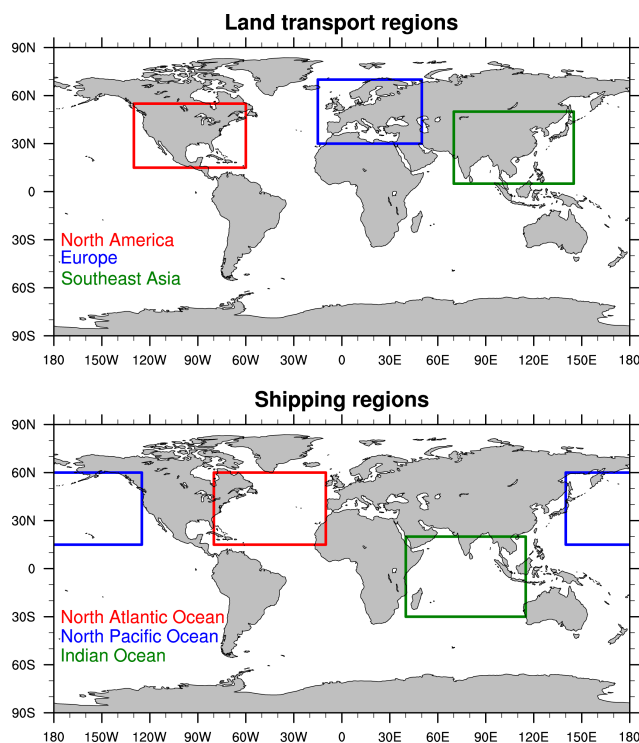 Land transport regions
90N
60N
30N
0
30S
60S
90S
North America
Europe
Southeast Asia
180 150W 120W 90W 60W 30W 0 30E 60E 90E 120E 150E 180
Shipping regions
90N
60N
30N
0
30S
60S
90S
North Atlantic Ocean
North Pacific Ocean
Indian Ocean
180 150W 120W 90W 60W 30W 0 30E 60E 90E 120E 150E 180